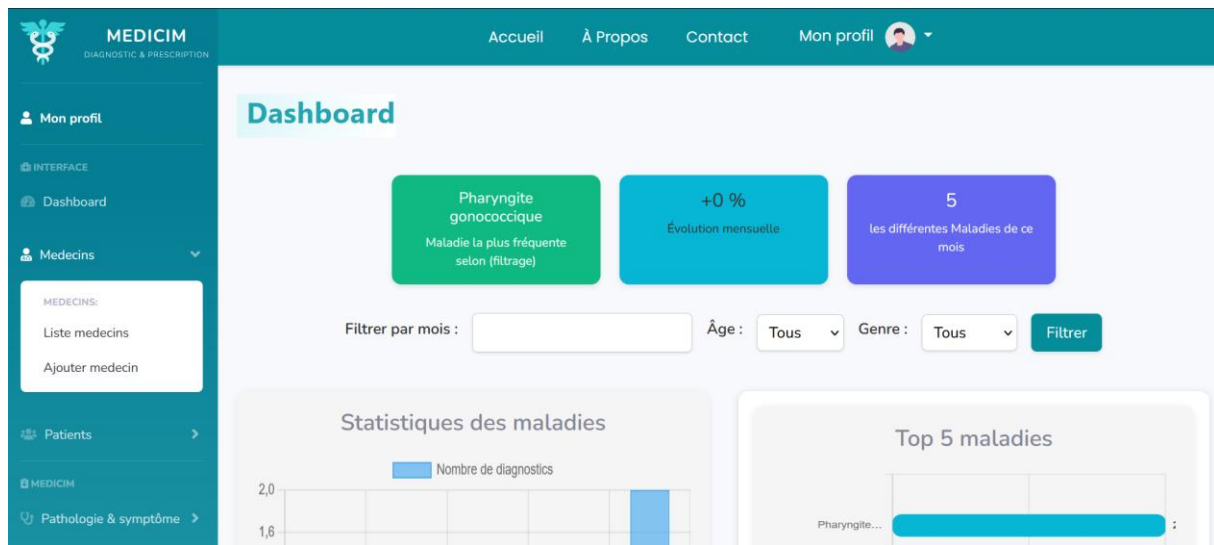 MEDICIM
DIAGNOSTIC & PRESCRIPTION
Accueil
À Propos
Contact
Mon profil
Mon profil
INTERFACE
Dashboard
Medecins
MEDECINS:
Liste medecins
Ajouter medecin
Patients
MEDICIM
Pathologie & symptôme
Dashboard
Pharyngite
gonococcique
Maladie la plus fréquente
selon (filtrage)
+0 %
Évolution mensuelle
5
les différentes Maladies de ce
mois
Filtrer par mois :
Âge :
Tous
Genre :
Tous
Filtrer
Statistiques des maladies
Nombre de diagnostics
2,0
1,6
Top 5 maladies
Pharyngite...